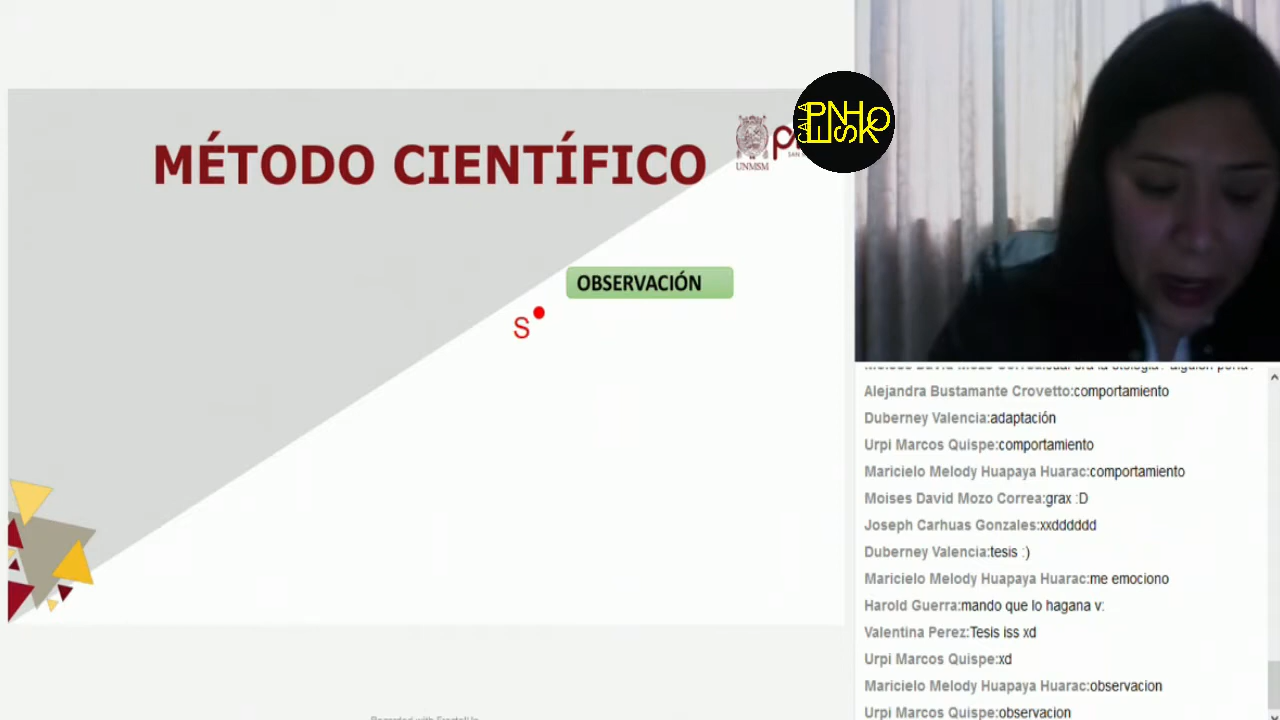 MÉTODO CIENTÍFICO
UNMSM
CALA
PNHO
ESK
OBSERVACIÓN
S
Alejandra Bustamante Crovetto:comportamiento
Duberney Valencia:adaptación
Urpi Marcos Quispe:comportamiento
Maricielo Melody Huapaya Huarac:comportamiento
Moises David Mozo Correa:grax :D
Joseph Carhuas Gonzales:xxdddddd
Duberney Valencia:tesis :)
Maricielo Melody Huapaya Huarac:me emociono
Harold Guerra:mando que lo hagana v:
Valentina Perez:Tesis iss xd
Urpi Marcos Quispe:xd
Maricielo Melody Huapaya Huarac:observacion
Urpi Marcos Quispe:observacion